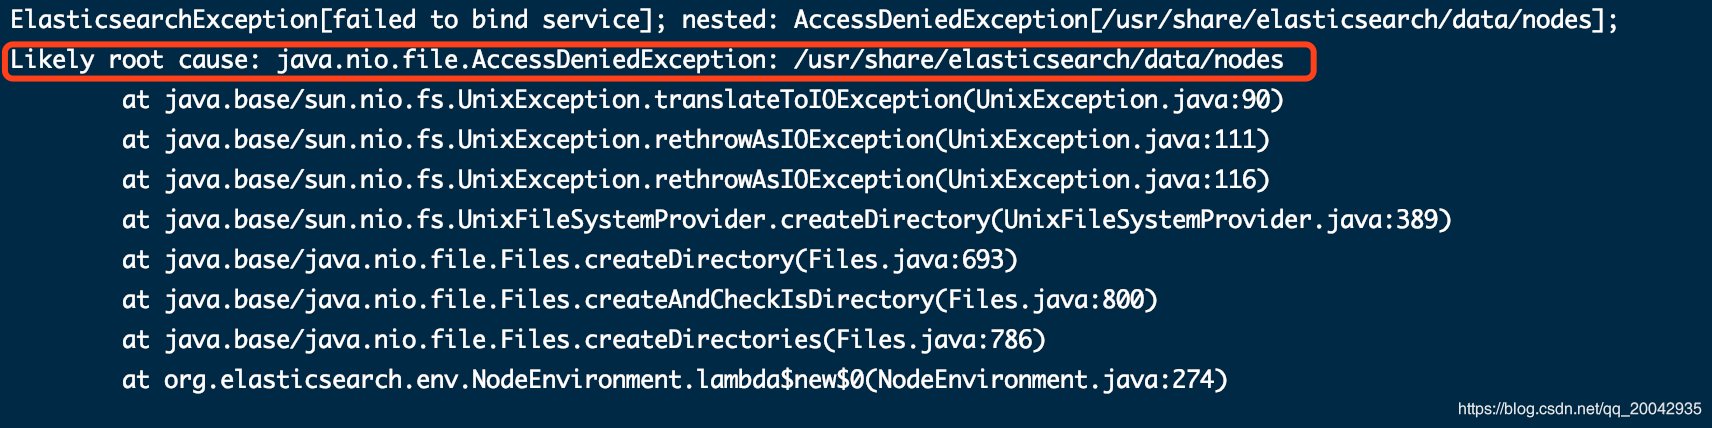 ElasticsearchException[failed to bind service]; nested: AccessDeniedException[/usr/share/elasticsearch/data/nodes];
Likely root cause: java.nio.file.AccessDeniedException: /usr/share/elasticsearch/data/nodes
at java.base/sun.nio.fs.UnixException.translateToIOException(UnixException.java:90)
at java.base/sun.nio.fs.UnixException.rethrowAsIOException(UnixException.java:111)
at java.base/sun.nio.fs.UnixException.rethrowAsIOException(UnixException.java:116)
at java.base/sun.nio.fs.UnixFileSystemProvider.createDirectory(UnixFileSystemProvider.java:389)
at java.base/java.nio.file.Files.createDirectory(Files.java:693)
at java.base/java.nio.file.Files.createAndCheckIsDirectory(Files.java:800)
at java.base/java.nio.file.Files.createDirectories(Files.java:786)
at org.elasticsearch.env.NodeEnvironment.lambda$new$0(NodeEnvironment.java:274)
https://blog.csdn.net/qq_20042935